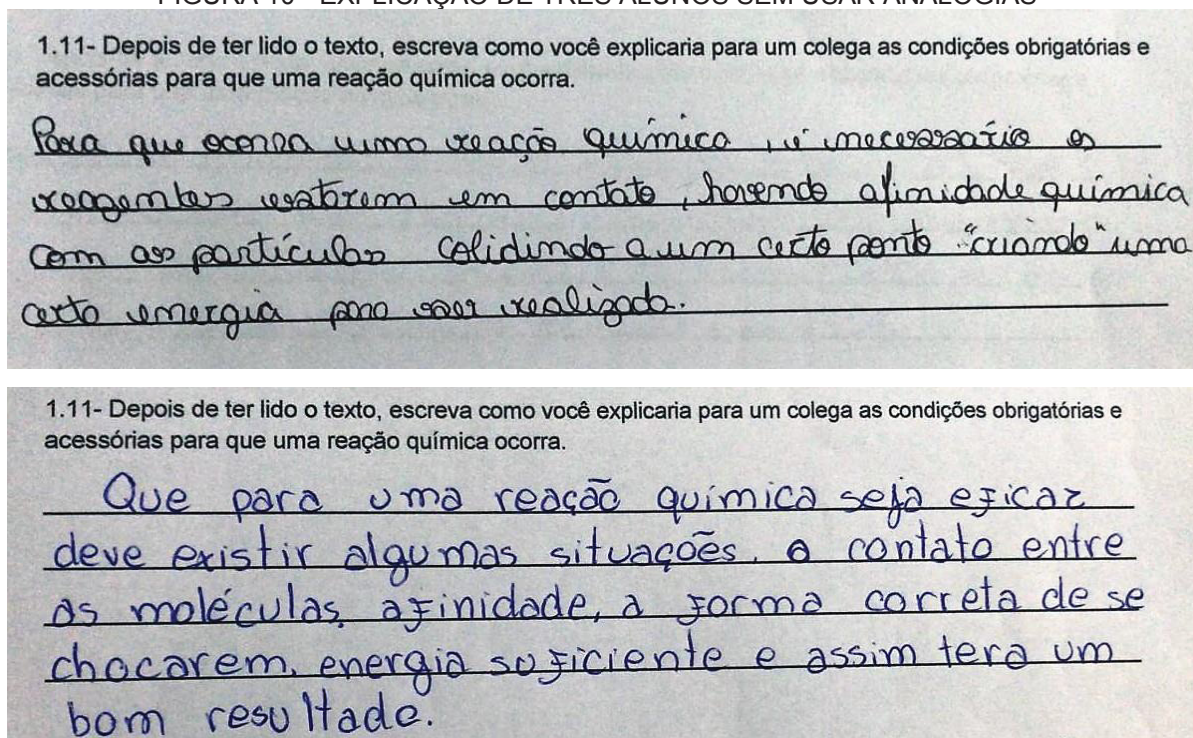 FIGURA 10 - EXPLICAÇÃO DE TRÊS ALUNOS SEM USAR ANALOGIAS
1.11- Depois de ter lido o texto, escreva como você explicaria para um colega as condições obrigatórias e
acessórias para que uma reação química ocorra.
Para que ocorra uma reação química, é necessário os
reagentes estarem em contato, havendo afinidade química
com as partículas colidindo a um certo ponto "criando" uma
certa energia pra ser realizada.
1.11- Depois de ter lido o texto, escreva como você explicaria para um colega as condições obrigatórias e
acessórias para que uma reação química ocorra.
Que para uma reação química seja eficaz
deve existir algumas situações. o contato entre
as moléculas, afinidade, a forma correta de se
chocarem, energia suficiente e assim tera um
bom resultado.